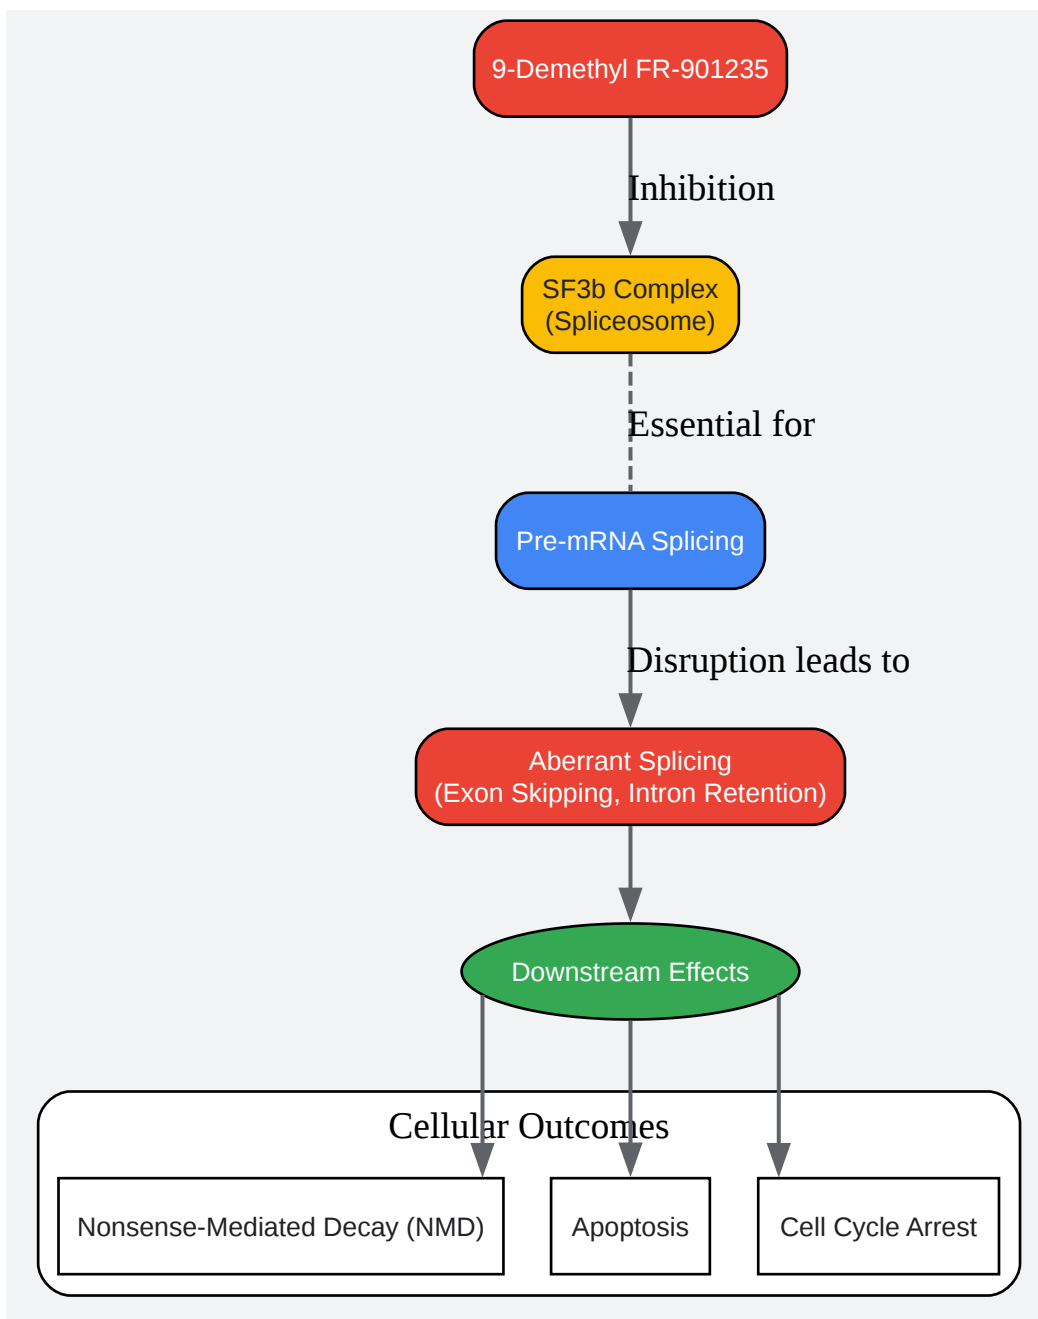 9-Demethyl FR-901235
Inhibition
SF3b Complex
(Spliceosome)
Essential for
Pre-mRNA Splicing
Disruption leads to
Aberrant Splicing
(Exon Skipping, Intron Retention)
Downstream Effects
Cellular Outcomes
Nonsense-Mediated Decay (NMD)
Apoptosis
Cell Cycle Arrest